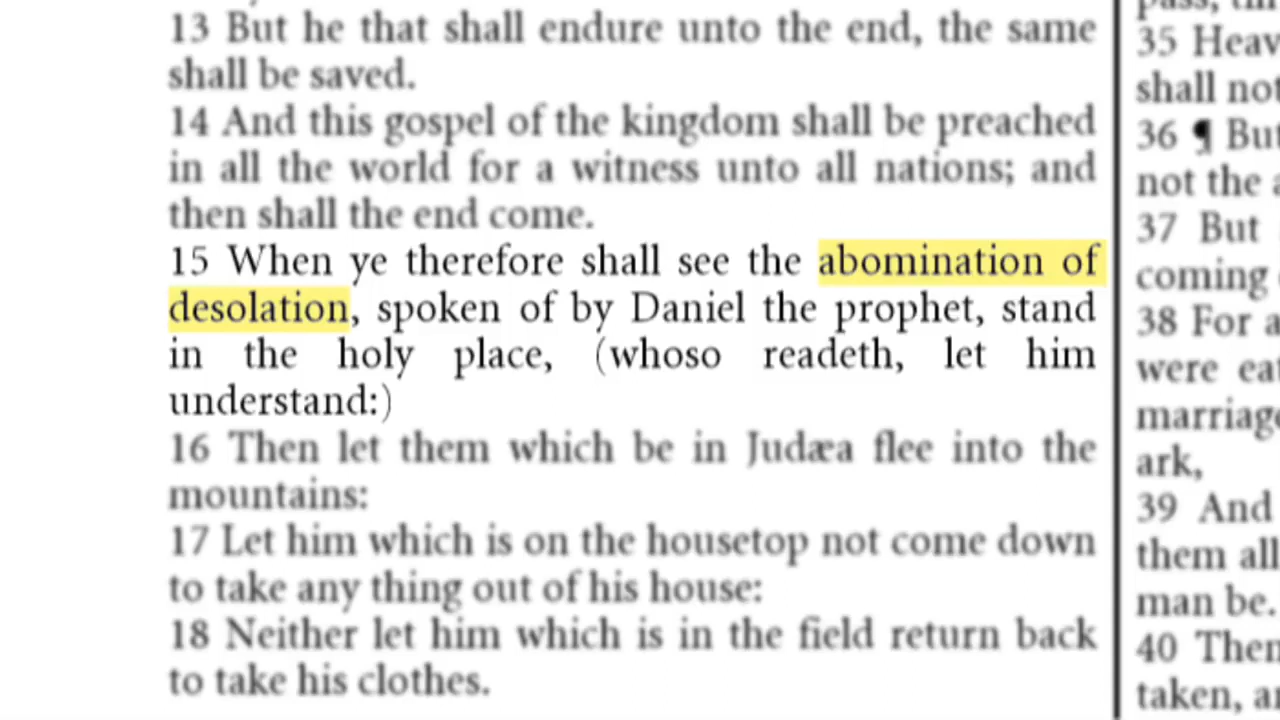 13 But he that shall endure unto the end, the same
shall be saved.
14 And this gospel of the kingdom shall be preached
in all the world for a witness unto all nations; and
then shall the end come.
15 When ye therefore shall see the abomination of
desolation, spoken of by Daniel the prophet, stand
in the holy place, (whoso readeth, let him
understand:)
16 Then let them which be in Judæa flee into the
mountains:
17 Let him which is on the housetop not come down
to take any thing out of his house:
18 Neither let him which is in the field return back
to take his clothes.
35 Heav
shall not
36 ¶ But
not the a
37 But
coming
38 For a
were eat
marriage
ark,
39 And
them all
man be.
40 Then
taken, an